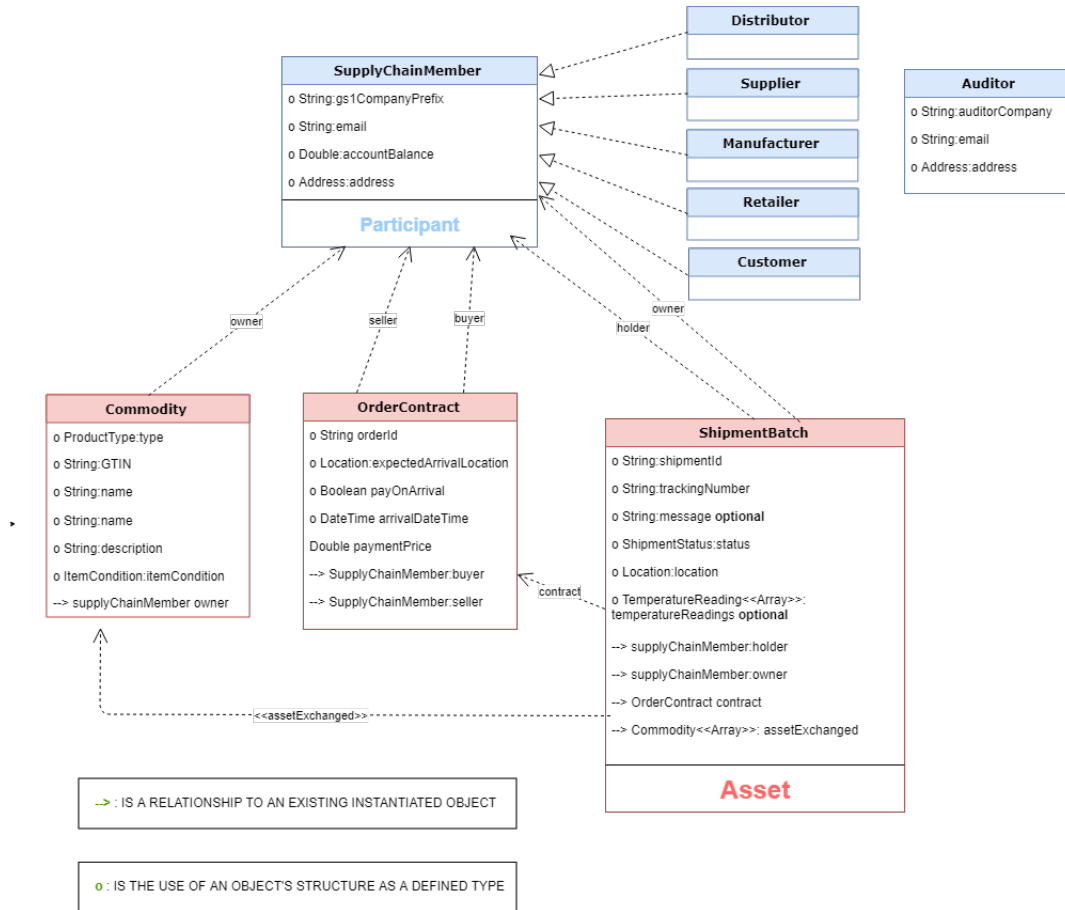 Distributor
SupplyChainMember
o String:gs1CompanyPrefix
o String:email
o Double:accountBalance
o Address:address
Participant
Supplier
Manufacturer
Retailer
Customer
Auditor
o String:auditorCompany
o String:email
o Address:address
owner
seller
buyer
holder
owner
Commodity
o ProductType:type
o String:GTIN
o String:name
o String:name
o String:description
o ItemCondition:itemCondition
--> supplyChainMember owner
OrderContract
o String orderId
o Location:expectedArrivalLocation
o Boolean payOnArrival
o DateTime arrivalDateTime
Double paymentPrice
--> SupplyChainMember:buyer
--> SupplyChainMember:seller
contract
ShipmentBatch
o String:shipmentId
o String:trackingNumber
o String:message optional
o ShipmentStatus:status
o Location:location
o TemperatureReading<<Array>>:
temperatureReadings optional
--> supplyChainMember:holder
--> supplyChainMember:owner
--> OrderContract contract
--> Commodity<<Array>>: assetExchanged
Asset
<<assetExchanged>>
--> : IS A RELATIONSHIP TO AN EXISTING INSTANTIATED OBJECT
o : IS THE USE OF AN OBJECT'S STRUCTURE AS A DEFINED TYPE